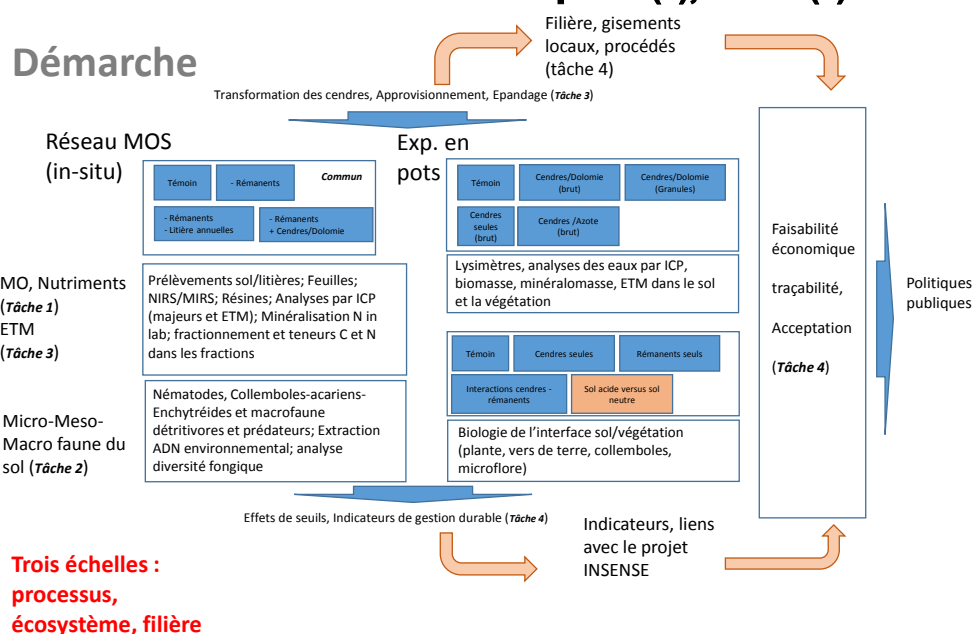 Démarche
Filière, gisements
locaux, procédés
(tâche 4)
Transformation des cendres, Approvisionnement, Epandage (Tâche 3)
Réseau MOS
(in-situ)
Exp. en
pots
Témoin
- Rémanents
Commun
- Rémanents
- Litière annuelles
- Rémanents
+ Cendres/Dolomie
Témoin
Cendres/Dolomie
(brut)
Cendres/Dolomie
(Granules)
Cendres
seules
(brut)
Cendres /Azote
(brut)
MO, Nutriments
(Tâche 1)
ETM
(Tâche 3)
Prélèvements sol/litières; Feuilles;
NIRS/MIRS; Résines; Analyses par ICP
(majeurs et ETM); Minéralisation N in
lab; fractionnement et teneurs C et N
dans les fractions
Lysimètres, analyses des eaux par ICP,
biomasse, minéralomasse, ETM dans le sol
et la végétation
Témoin
Cendres seules
Rémanents seuls
Interactions cendres -
rémanents
Sol acide versus sol
neutre
Micro-Meso-
Macro faune du
sol (Tâche 2)
Nématodes, Collemboles-acariens-
Enchytréides et macrofaune
détritivores et prédateurs; Extraction
ADN environnemental; analyse
diversité fongique
Biologie de l'interface sol/végétation
(plante, vers de terre, collemboles,
microflore)
Faisabilité
économique
traçabilité,
Acceptation
(Tâche 4)
Politiques
publiques
Effets de seuils, Indicateurs de gestion durable (Tâche 4)
Indicateurs, liens
avec le projet
INSENSE
Trois échelles :
processus,
écosystème, filière